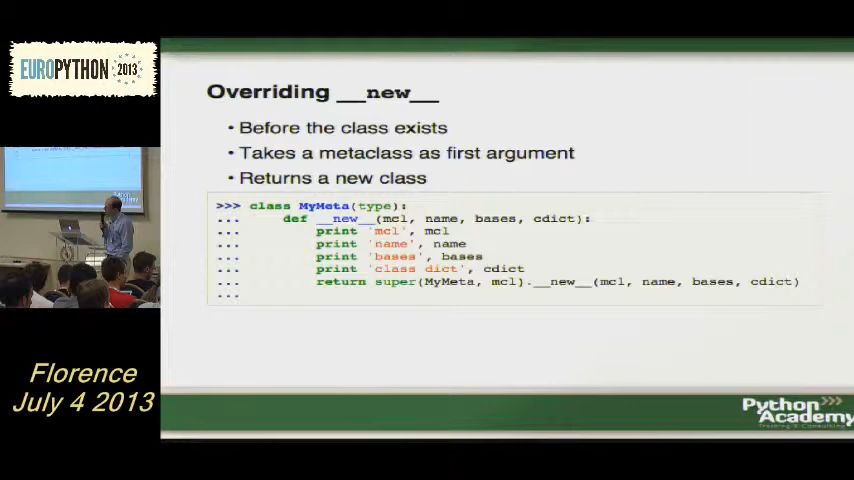 EUROPYTHON 2013
Overriding __new__
• Before the class exists
• Takes a metaclass as first argument
• Returns a new class
>>> class MyMeta(type):
...     def __new__(mcl, name, bases, cdict):
...         print 'mcl', mcl
...         print 'name', name
...         print 'bases', bases
...         print 'class dict', cdict
...         return super(MyMeta, mcl).__new__(mcl, name, bases, cdict)
...
Florence
July 4 2013
Python
Academy
Training & Consulting